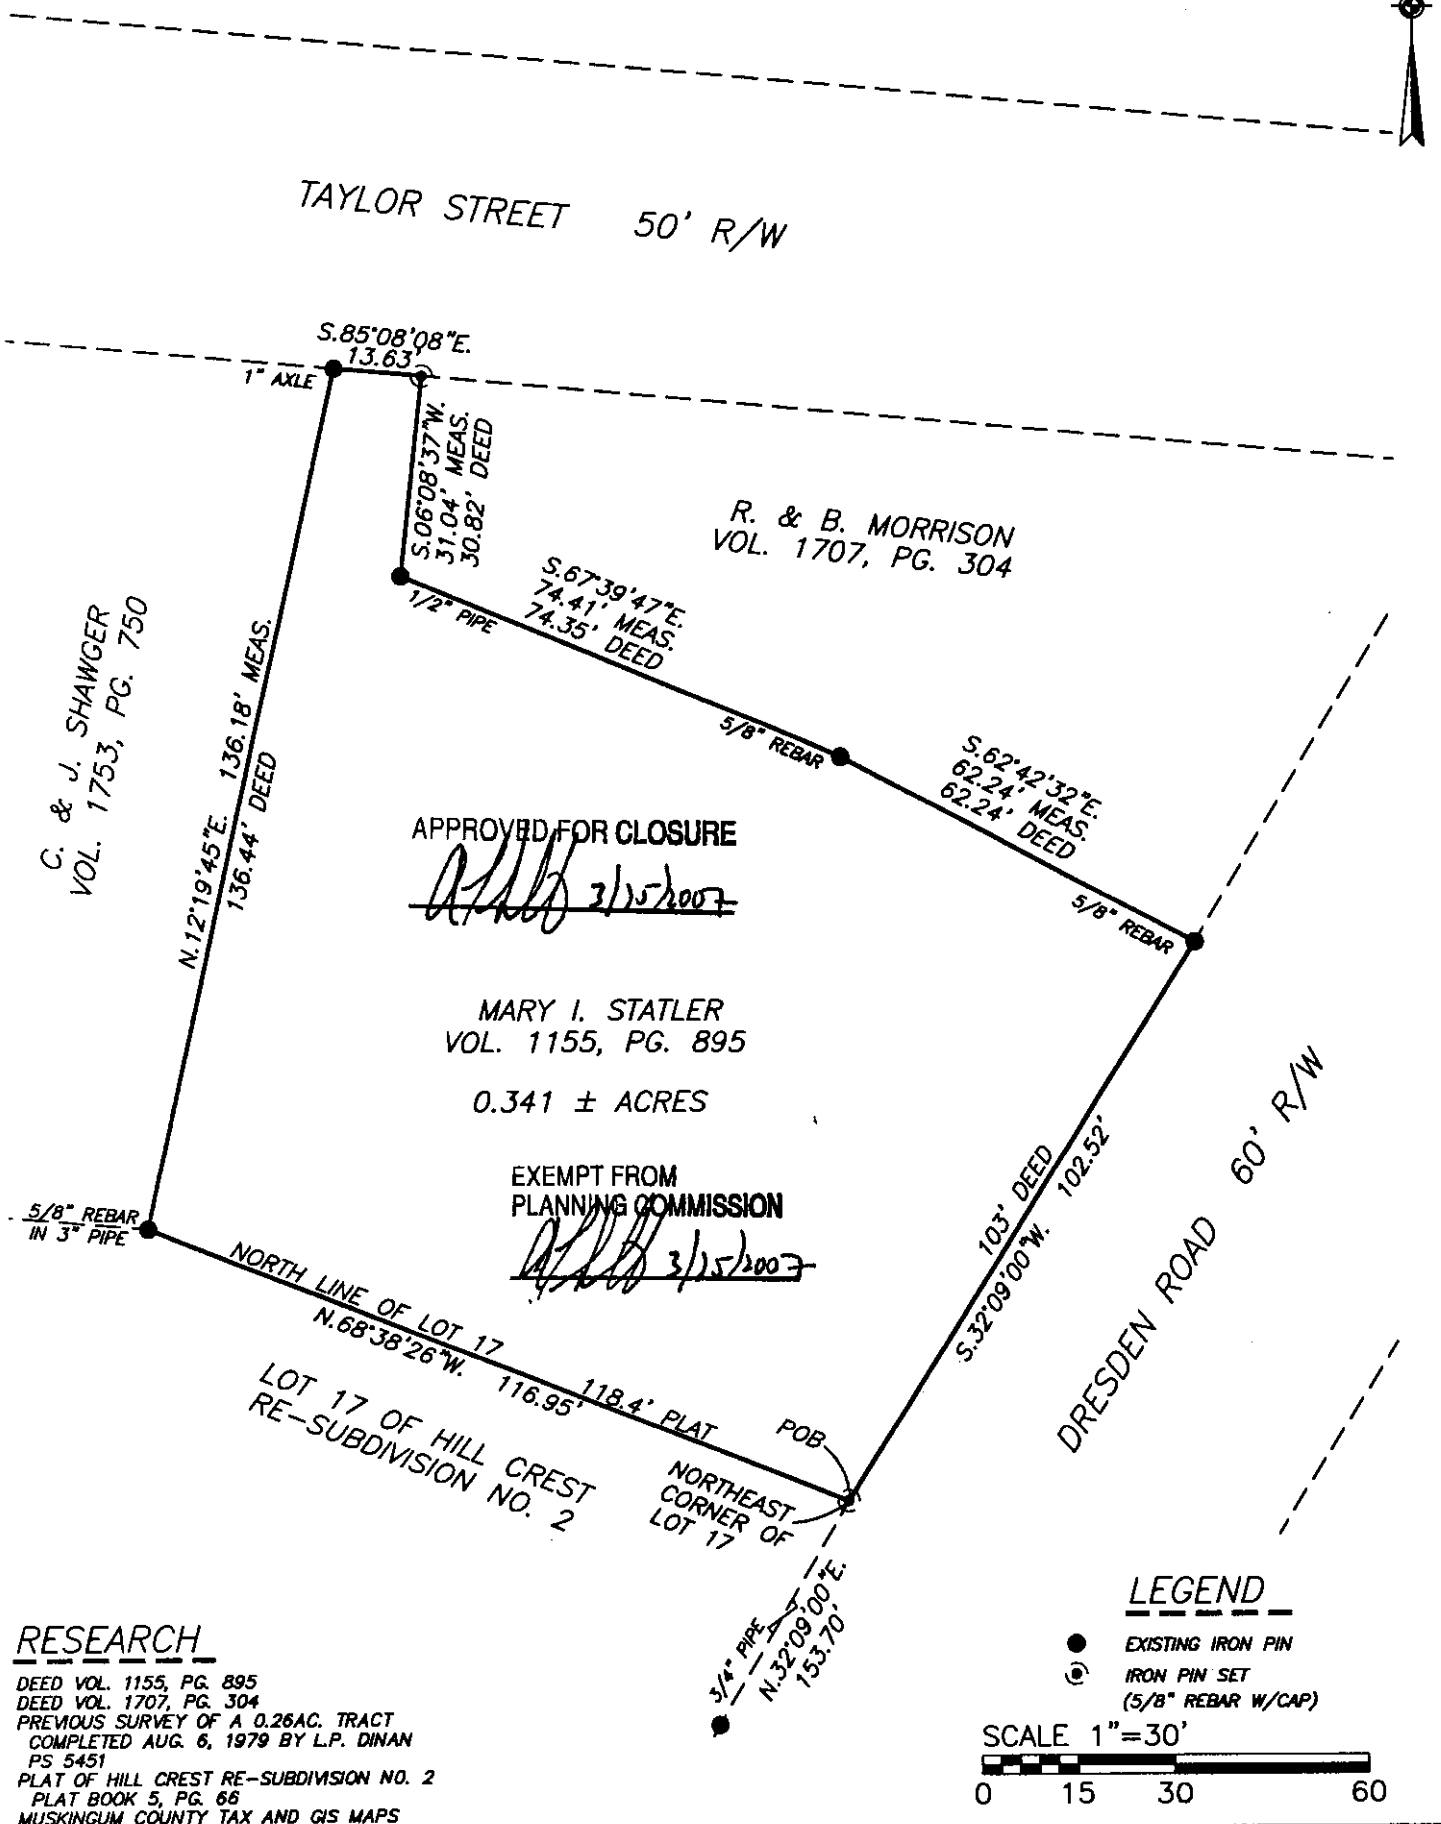 TAYLOR STREET 50' R/W
S.85°08'08"E.
13.63'
1" AXLE
S.06°08'37"W.
31.04' MEAS.
30.82' DEED
R. & B. MORRISON
VOL. 1707, PG. 304
S.67°39'47"E.
74.41' MEAS.
74.35' DEED
1/2" PIPE
C. & J. SHAWGER
VOL. 1753, PG. 750
N.12°19'45"E. 136.18' MEAS.
136.44' DEED
5/8" REBAR
S.62°42'32"E.
62.24' MEAS.
62.24' DEED
5/8" REBAR
APPROVED FOR CLOSURE
3/15/2007
MARY I. STATLER
VOL. 1155, PG. 895
0.341 ± ACRES
EXEMPT FROM
PLANNING COMMISSION
3/15/2007
103' DEED
S.32°09'00"W. 102.52'
DRESDEN ROAD 60' R/W
5/8" REBAR
IN 3" PIPE
NORTH LINE OF LOT 17
N.68°38'26"W. 116.95'
118.4' PLAT
LOT 17 OF HILL CREST
RE-SUBDIVISION NO. 2
POB
NORTHEAST
CORNER OF
LOT 17
3/4" PIPE
N.32°09'00"E.
153.70'
RESEARCH
DEED VOL. 1155, PG. 895
DEED VOL. 1707, PG. 304
PREVIOUS SURVEY OF A 0.26AC. TRACT
COMPLETED AUG. 6, 1979 BY L.P. DINAN
PS 5451
PLAT OF HILL CREST RE-SUBDIVISION NO. 2
PLAT BOOK 5, PG. 66
MUSKINGUM COUNTY TAX AND GIS MAPS
LEGEND
EXISTING IRON PIN
IRON PIN SET
(5/8" REBAR W/CAP)
SCALE 1"=30'
0 15 30 60